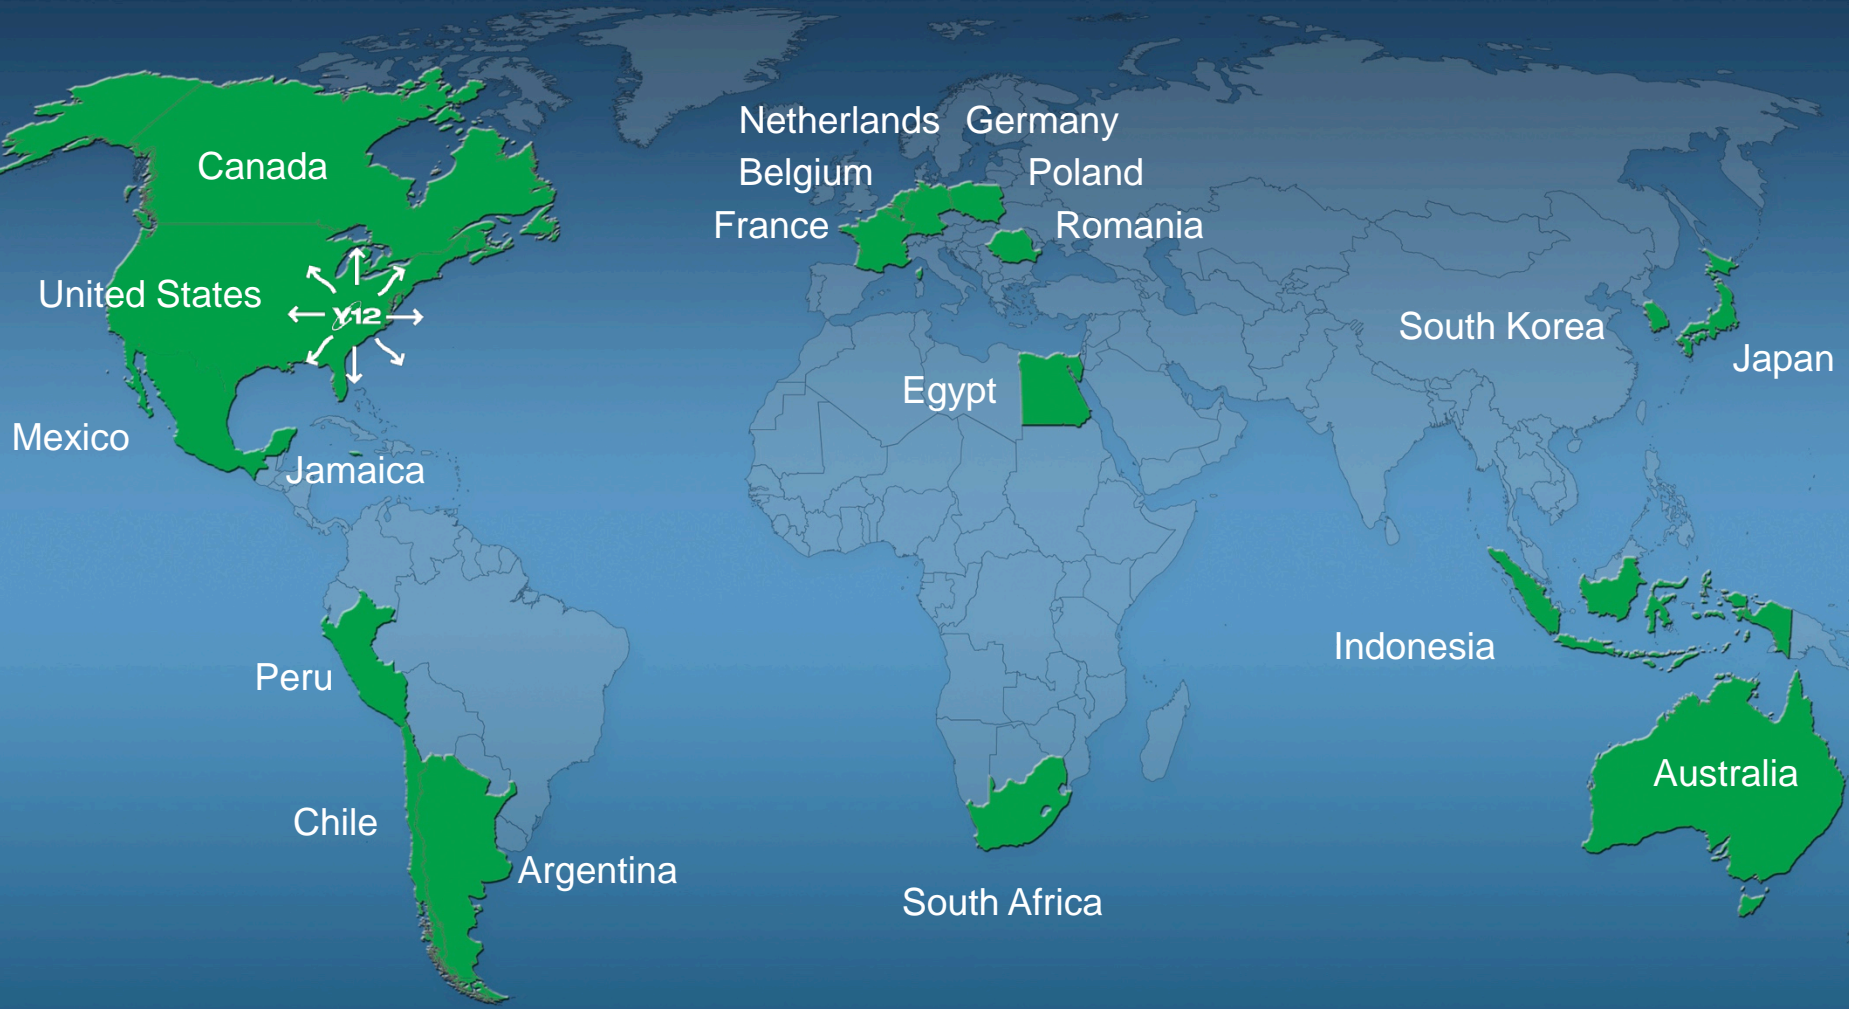 Netherlands Germany
Canada
Belgium
Poland
France
Romania
United States
Y12
South Korea
Japan
Egypt
Mexico
Jamaica
Indonesia
Peru
Australia
Chile
Argentina
South Africa